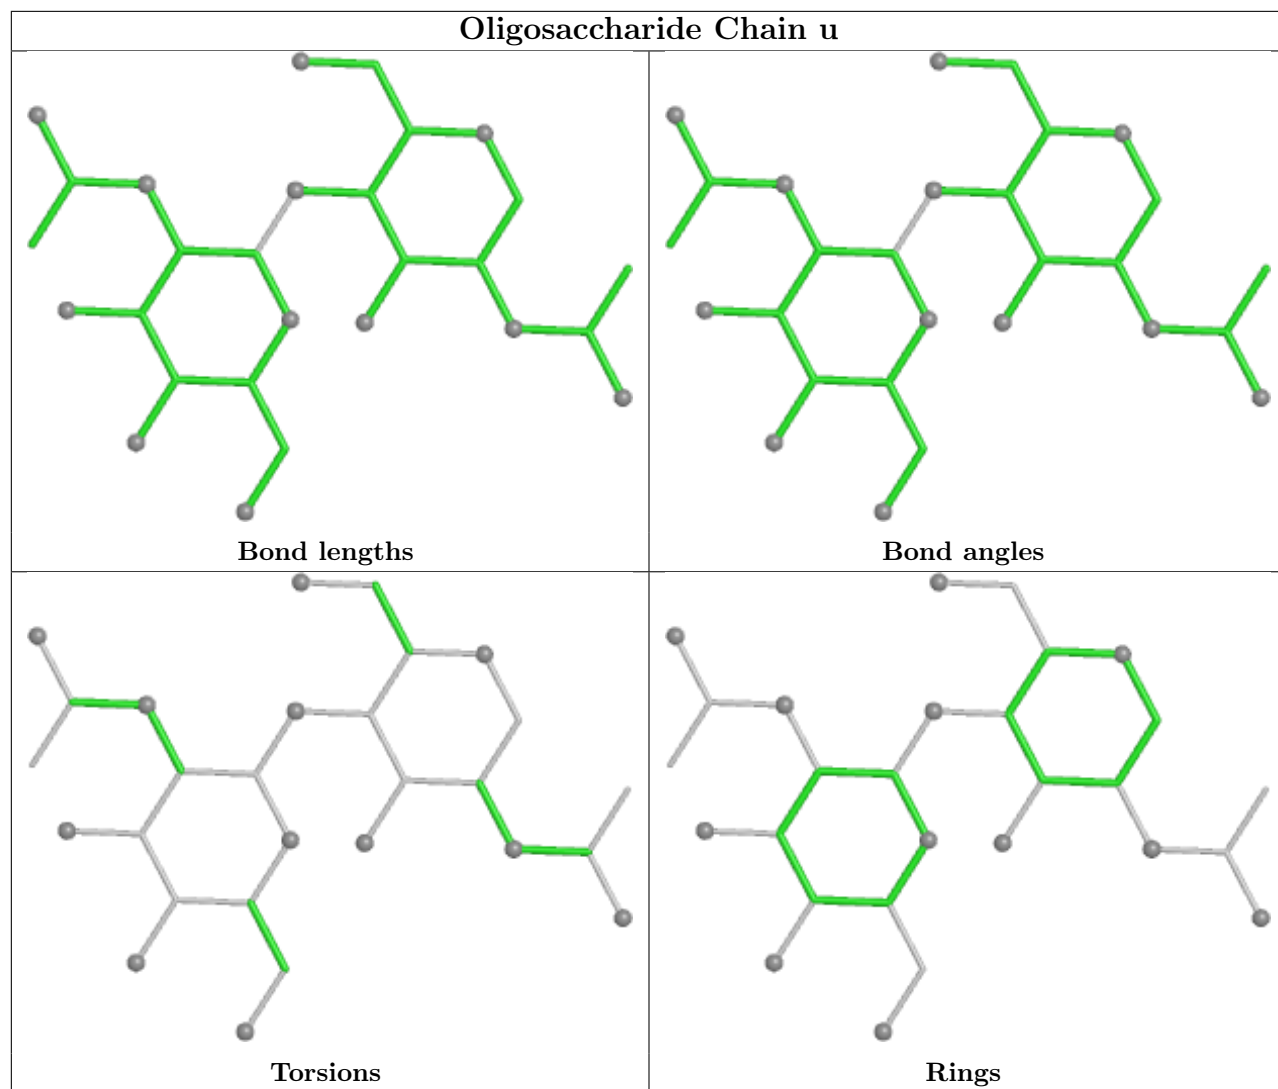 Oligosaccharide Chain u
Bond lengths
Bond angles
Torsions
Rings